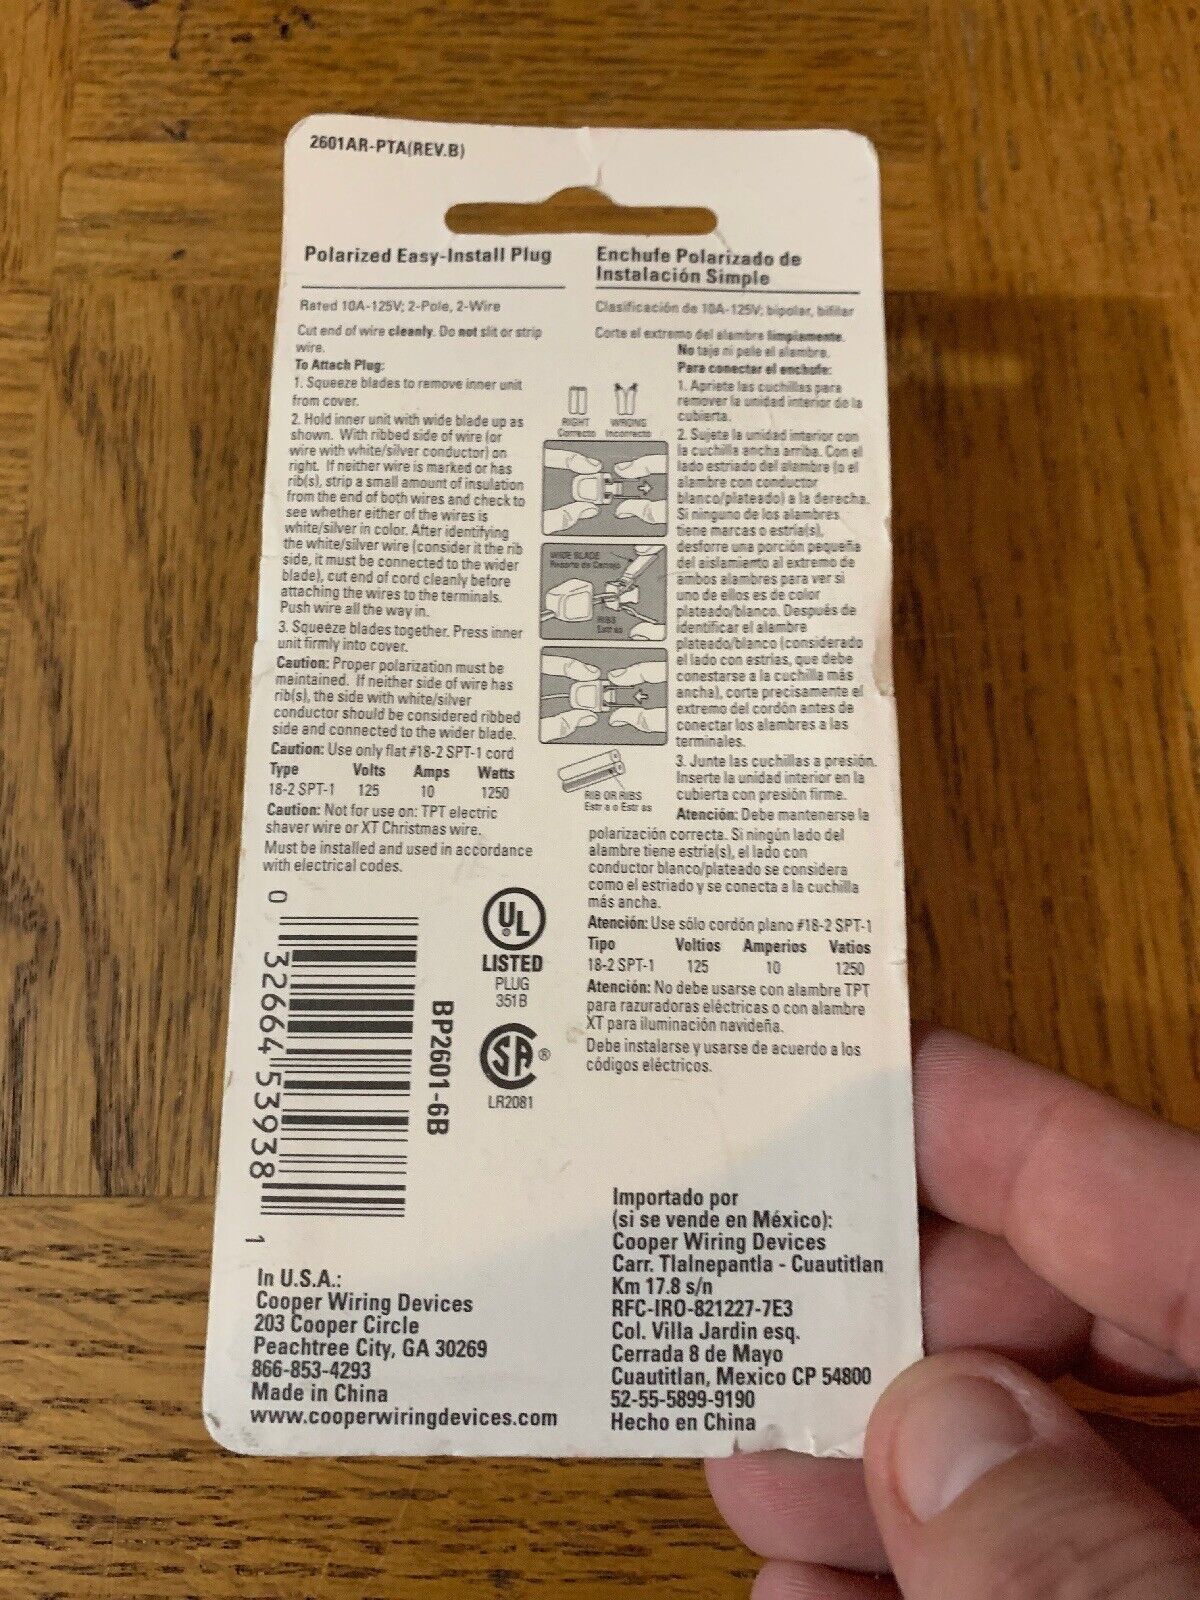 2601AR-PTA(REV.B)
Polarized Easy-Install Plug
Rated 10A-125V; 2-Pole, 2-Wire
Cut end of wire cleanly. Do not slit or strip
wire.
To Attach Plug:
1. Squeeze blades to remove inner unit
from cover.
2. Hold inner unit with wide blade up as
shown. With ribbed side of wire (or
wire with white/silver conductor) on
right. If neither wire is marked or has
rib(s), strip a small amount of insulation
from the end of both wires and check to
see whether either of the wires is
white/silver in color. After identifying
the white/silver wire (consider it the rib
side, it must be connected to the wider
blade), cut end of cord cleanly before
attaching the wires to the terminals.
Push wire all the way in.
3. Squeeze blades together. Press inner
unit firmly into cover.
Caution: Proper polarization must be
maintained. If neither side of wire has
rib(s), the side with white/silver
conductor should be considered ribbed
side and connected to the wider blade.
Caution: Use only flat #18-2 SPT-1 cord
Type Volts Amps Watts
18-2 SPT-1 125 10 1250
Caution: Not for use on: TPT electric
shaver wire or XT Christmas wire.
Must be installed and used in accordance
with electrical codes.
RIGHT WRONG
Correcto Incorrecto
WIDE BLADE
RIBS
Estr as
RIB OR RIBS
Estr a o Estr as
Enchufe Polarizado de
Instalación Simple
Clasificación de 10A-125V; bipolar, bifilar
Corte el extremo del alambre limpiamente.
No taje ni pele el alambre.
Para conectar el enchufe:
1. Apriete las cuchillas para
remover la unidad interior de la
cubierta.
2. Sujete la unidad interior con
la cuchilla ancha arriba. Con el
lado estriado del alambre (o el
alambre con conductor
blanco/plateado) a la derecha.
Si ninguno de los alambres
tiene marcas o estria(s),
desforre una porción pequeña
del aislamiento al extremo de
ambos alambres para ver si
uno de ellos es de color
plateado/blanco. Después de
identificar el alambre
plateado/blanco (considerado
el lado con estrias, que debe
conestarse a la cuchilla más
ancha), corte precisamente el
extremo del cordón antes de
conectar los alambres a las
terminales.
3. Junte las cuchillas a presión.
Inserte la unidad interior en la
cubierta con presión firme.
Atención: Debe mantenerse la
polarización correcta. Si ningún lado del
alambre tiene estria(s), el lado con
conductor blanco/plateado se considera
como el estriado y se conecta a la cuchilla
más ancha.
Atención: Use sólo cordón plano #18-2 SPT-1
Tipo Voltios Amperios Vatios
18-2 SPT-1 125 10 1250
Atención: No debe usarse con alambre TPT
para razuradoras eléctricas o con alambre
XT para iluminación navideña.
Debe instalarse y usarse de acuerdo a los
códigos eléctricos.
0 32664 53938 1
BP2601-6B
UL
LISTED
PLUG
351B
SA ®
LR2081
In U.S.A.:
Cooper Wiring Devices
203 Cooper Circle
Peachtree City, GA 30269
866-853-4293
Made in China
www.cooperwiringdevices.com
Importado por
(si se vende en México):
Cooper Wiring Devices
Carr. Tlalnepantla - Cuautitlan
Km 17.8 s/n
RFC-IRO-821227-7E3
Col. Villa Jardin esq.
Cerrada 8 de Mayo
Cuautitlan, Mexico CP 54800
52-55-5899-9190
Hecho en China